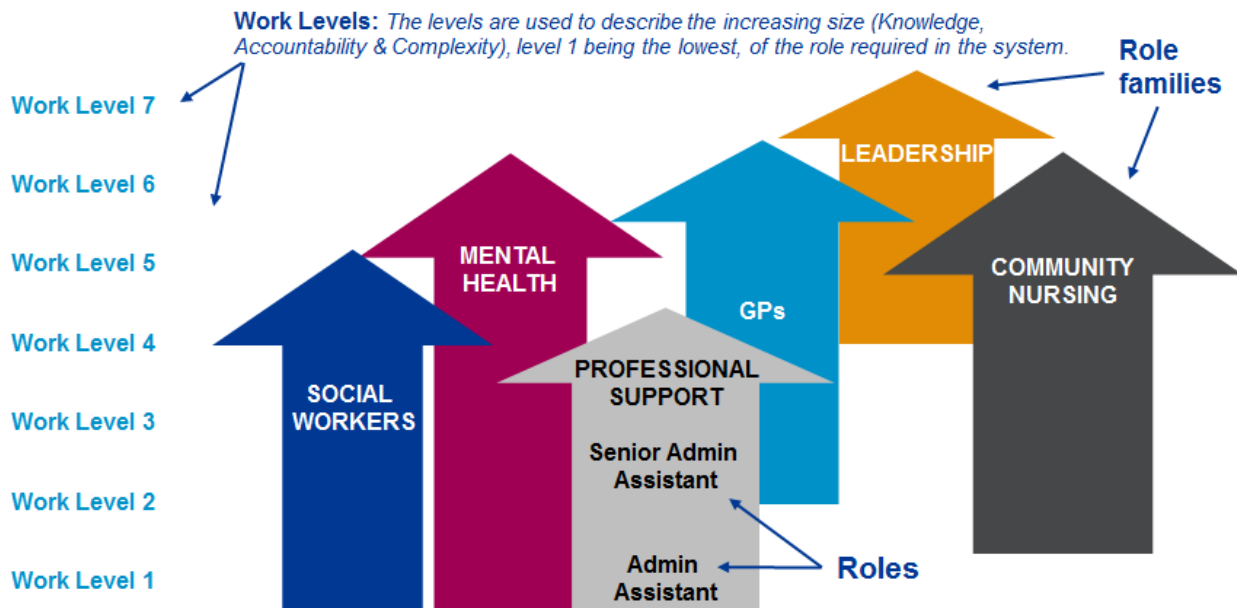 Work Levels: The levels are used to describe the increasing size (Knowledge,
Accountability & Complexity), level 1 being the lowest, of the role required in the system.
Role
families
Work Level 7
Work Level 6
Work Level 5
Work Level 4
Work Level 3
Work Level 2
Work Level 1
SOCIAL
WORKERS
MENTAL
HEALTH
PROFESSIONAL
SUPPORT
Senior Admin
Assistant
Admin
Assistant
GPs
LEADERSHIP
COMMUNITY
NURSING
Roles